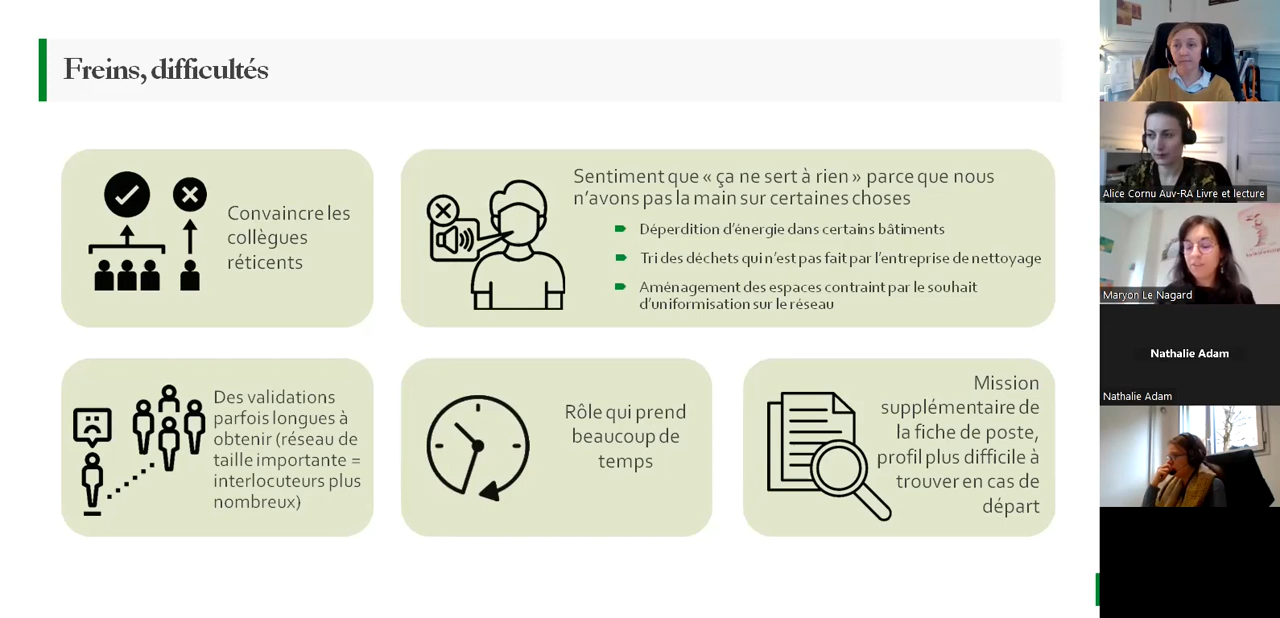 Freins, difficultés
Convaincre les
collègues
réticents
Sentiment que « ça ne sert à rien » parce que nous
n’avons pas la main sur certaines choses
Déperdition d’énergie dans certains bâtiments
Tri des déchets qui n’est pas fait par l’entreprise de nettoyage
Aménagement des espaces contraint par le souhait
d’uniformisation sur le réseau
Des validations
parfois longues à
obtenir (réseau de
taille importante =
interlocuteurs plus
nombreux)
Rôle qui prend
beaucoup de
temps
Mission
supplémentaire de
la fiche de poste,
profil plus difficile à
trouver en cas de
départ
Alice Cornu Auv-RA Livre et lecture
Maryon Le Nagard
Nathalie Adam
Nathalie Adam